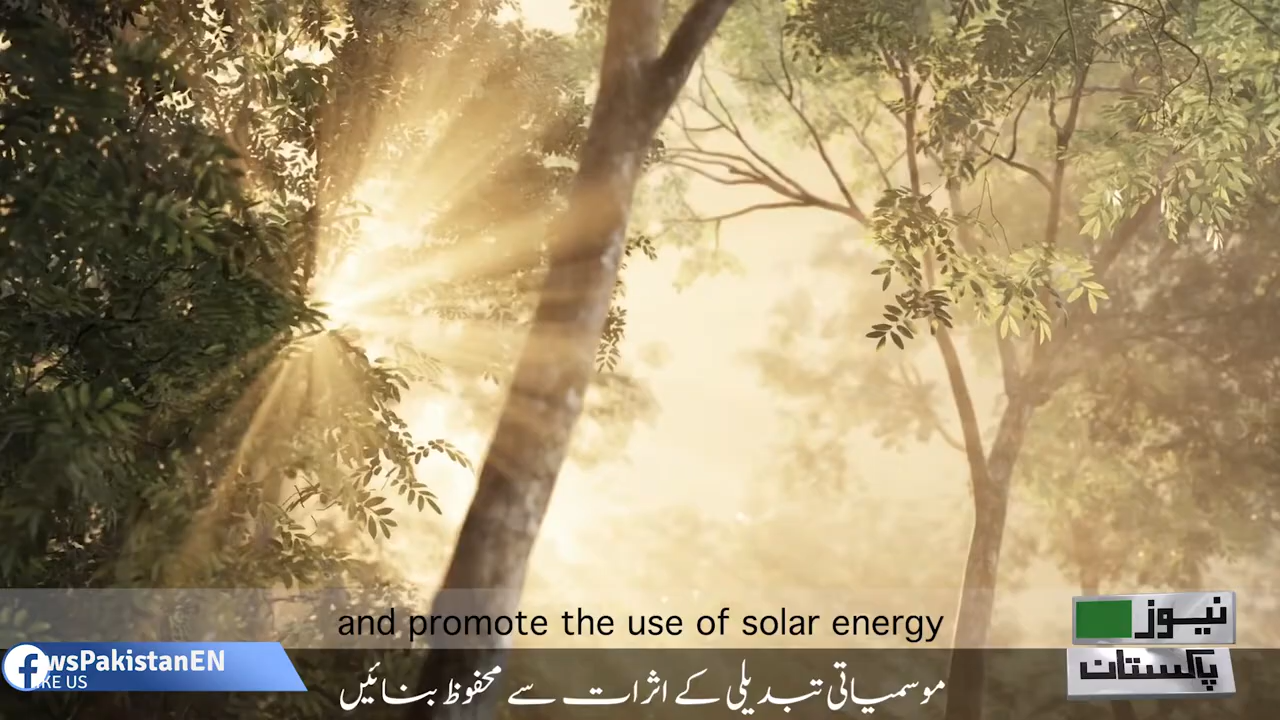 and promote the use of solar energy
موسمیاتی تبدیلی کے اثرات سے محفوظ بنائیں
wsPakistanEN
KE US
نیوز
پاکستان